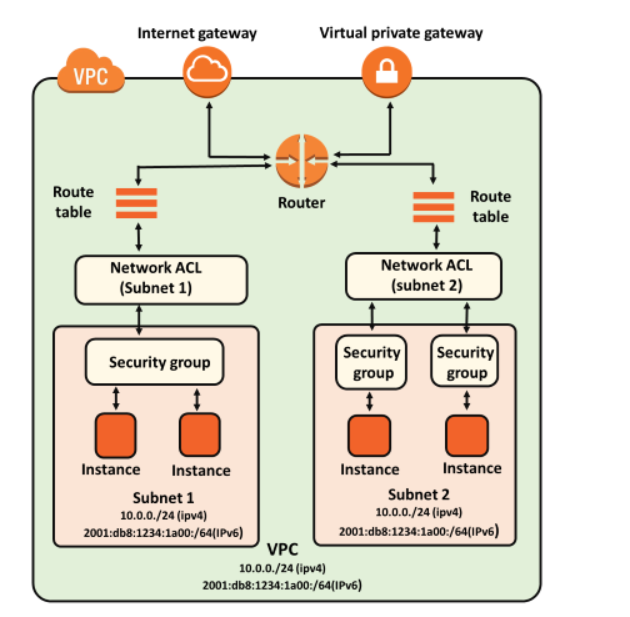 Internet gateway
Virtual private gateway
VPC
Route
table
Router
Route
table
Network ACL
(Subnet 1)
Network ACL
(subnet 2)
Security group
Security
group
Security
group
Instance
Instance
Instance
Instance
Subnet 1
10.0.0./24 (ipv4)
2001:db8:1234:1a00:/64(IPv6)
Subnet 2
10.0.0./24 (ipv4)
2001:db8:1234:1a00:/64(IPv6)
VPC
10.0.0./24 (ipv4)
2001:db8:1234:1a00:/64(IPv6)